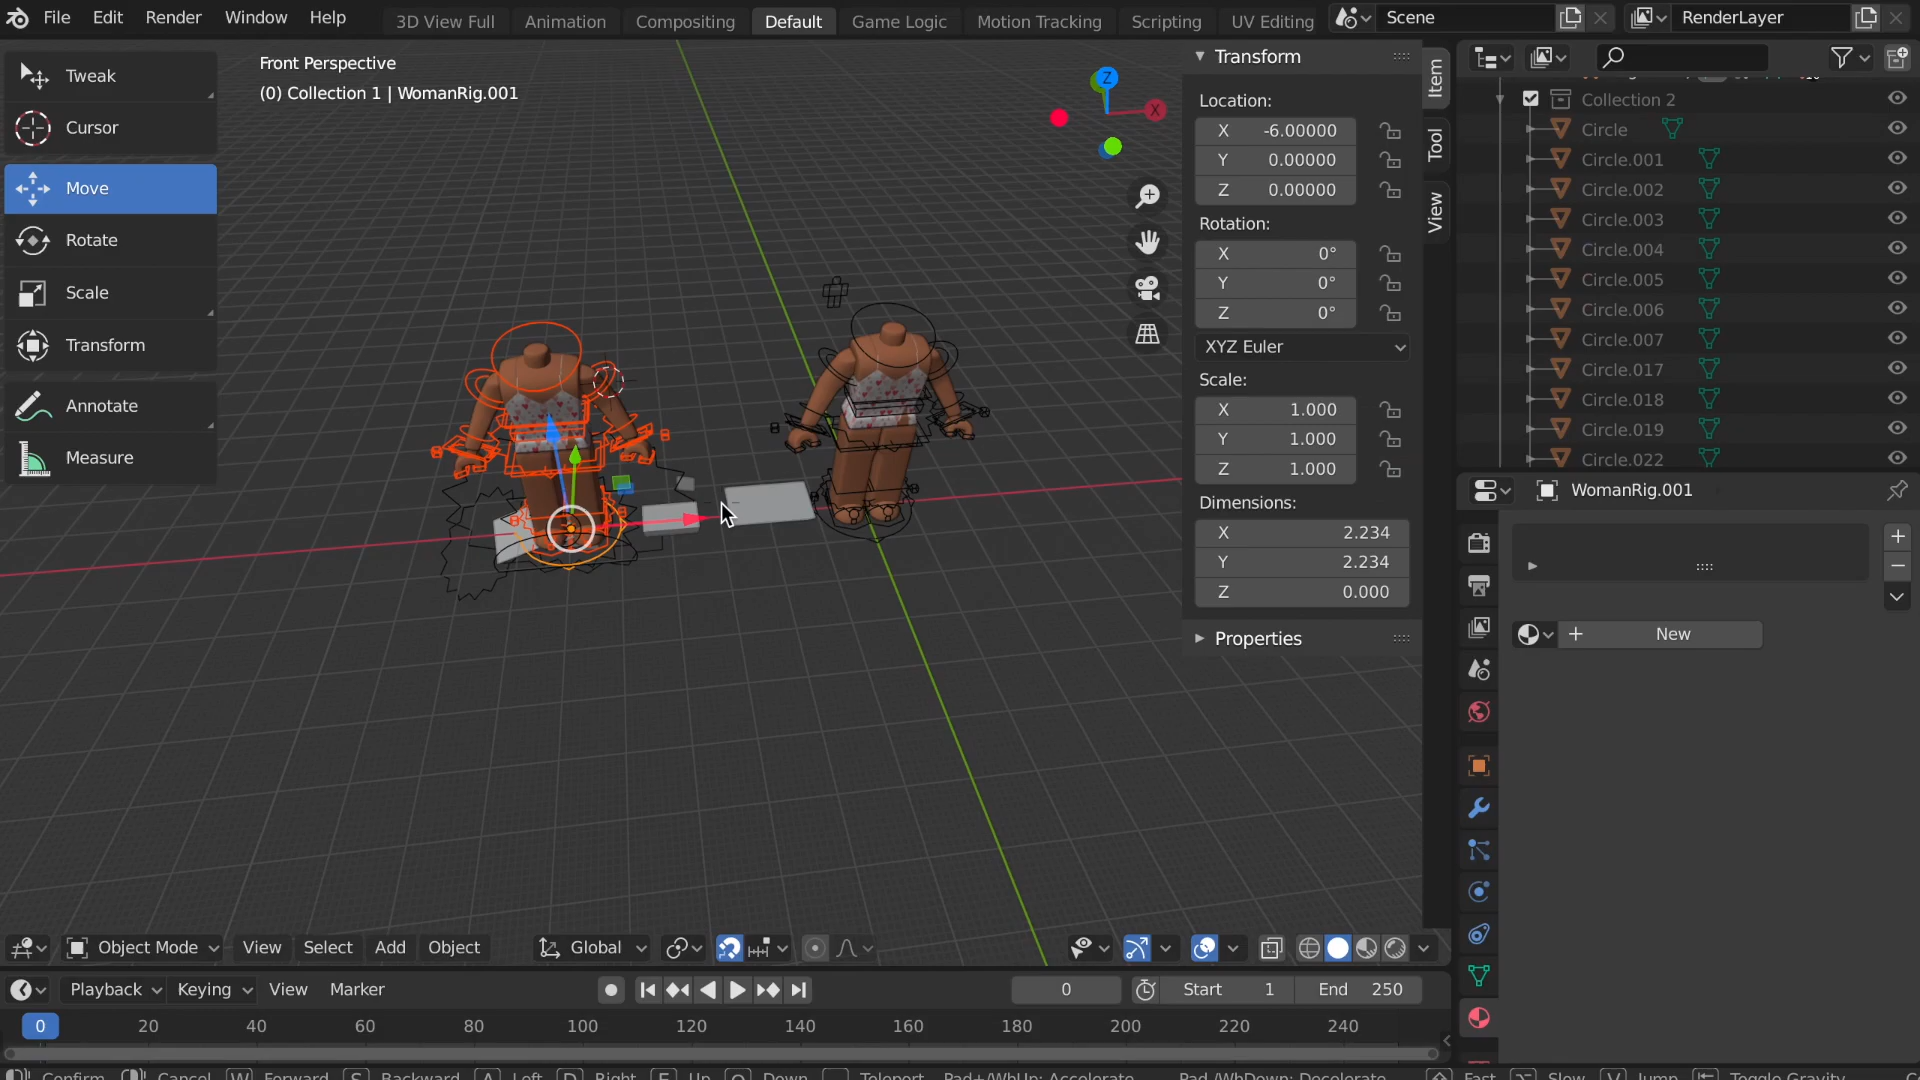 File Edit Render Window Help 3D View Full Animation Compositing Default Game Logic Motion Tracking Scripting UV Editing Scene RenderLayer
Tweak
Cursor
Move
Rotate
Scale
Transform
Annotate
Measure
Front Perspective
(0) Collection 1 | WomanRig.001
Z
X
Transform
Location:
X -6.00000
Y 0.00000
Z 0.00000
Rotation:
X 0°
Y 0°
Z 0°
XYZ Euler
Scale:
X 1.000
Y 1.000
Z 1.000
Dimensions:
X 2.234
Y 2.234
Z 0.000
Properties
Item
Tool
View
Collection 2
Circle
Circle.001
Circle.002
Circle.003
Circle.004
Circle.005
Circle.006
Circle.007
Circle.017
Circle.018
Circle.019
Circle.022
WomanRig.001
New
Object Mode View Select Add Object Global
Playback Keying View Marker 0 Start 1 End 250
0 20 40 60 80 100 120 140 160 180 200 220 240
Confirm Cancel W Forward S Backward A Left D Right E Up Q Down Teleport Pad+/WhUp: Accelerate Pad-/WhDown: Decelerate Fast Slow V Jump Toggle Gravity